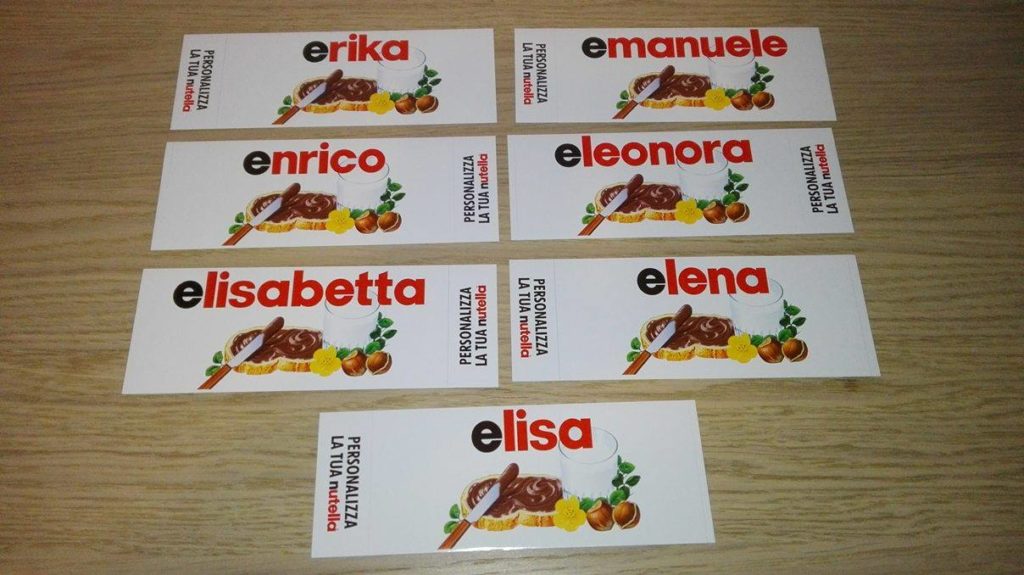 PERSONALIZZA
LA TUA nutella
erika
PERSONALIZZA
LA TUA nutella
emanuele
enrico
PERSONALIZZA
LA TUA nutella
eleonora
PERSONALIZZA
LA TUA nutella
elisabetta
PERSONALIZZA
LA TUA nutella
PERSONALIZZA
LA TUA nutella
elena
PERSONALIZZA
LA TUA nutella
elisa